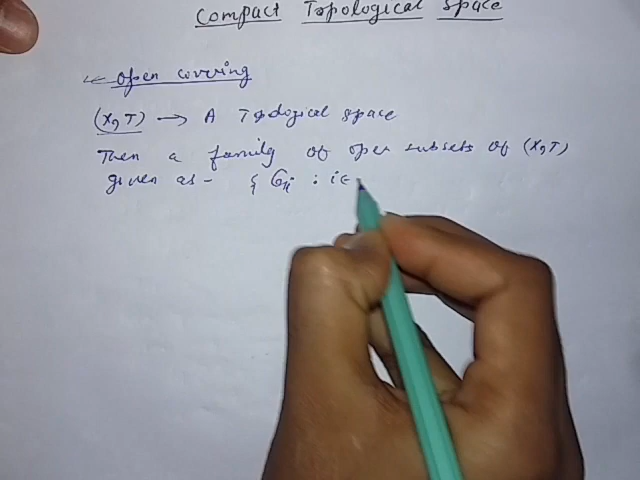 Compact Topological Space
Open covering
(X, T) → A Topological space
Then a family of open subsets of (X, T)
given as - { Gi : i ∈